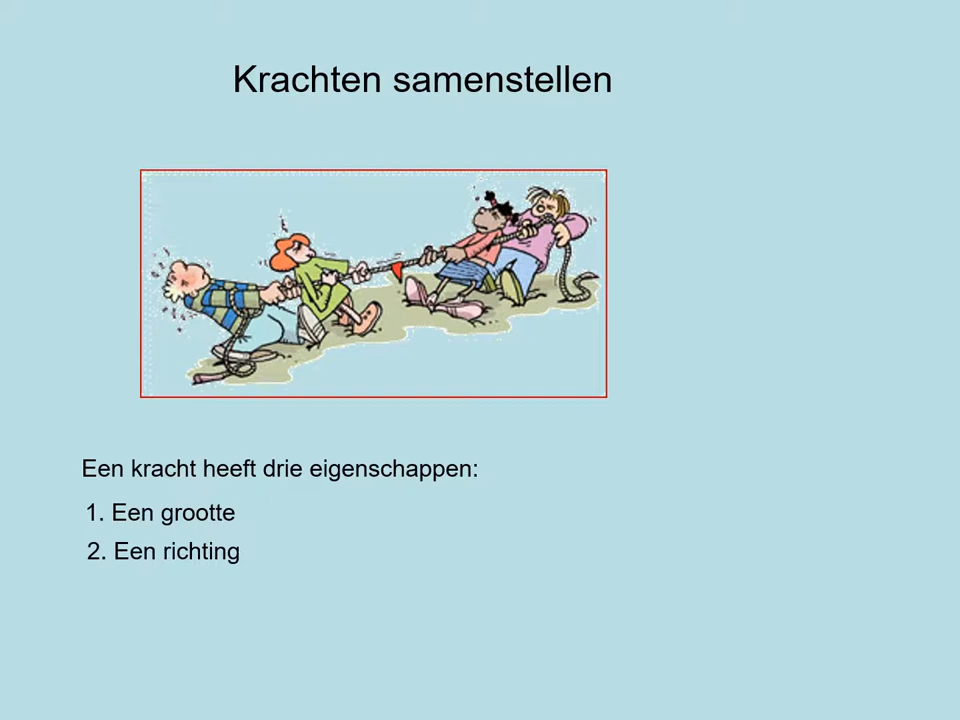 Krachten samenstellen
Een kracht heeft drie eigenschappen:
1. Een grootte
2. Een richting